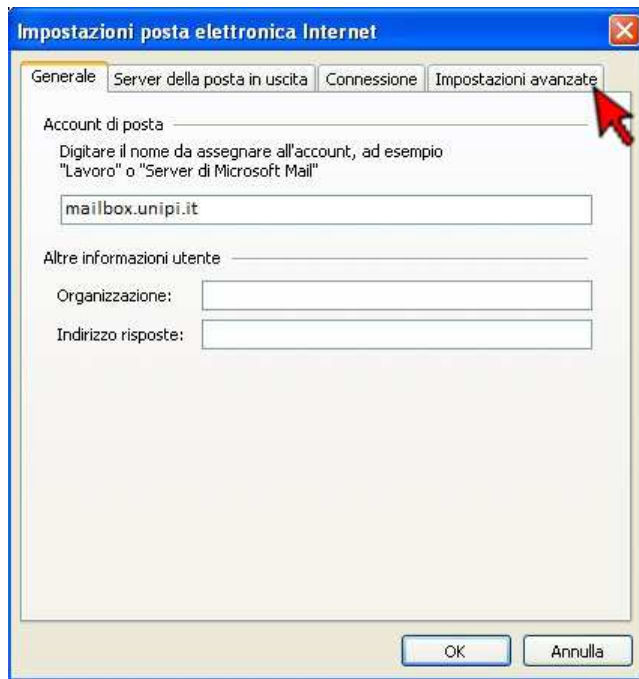 Impostazioni posta elettronica Internet
Generale Server della posta in uscita Connessione Impostazioni avanzate
Account di posta
Digitare il nome da assegnare all'account, ad esempio
"Lavoro" o "Server di Microsoft Mail"
mailbox.unipi.it
Altre informazioni utente
Organizzazione:
Indirizzo risposte:
OK Annulla